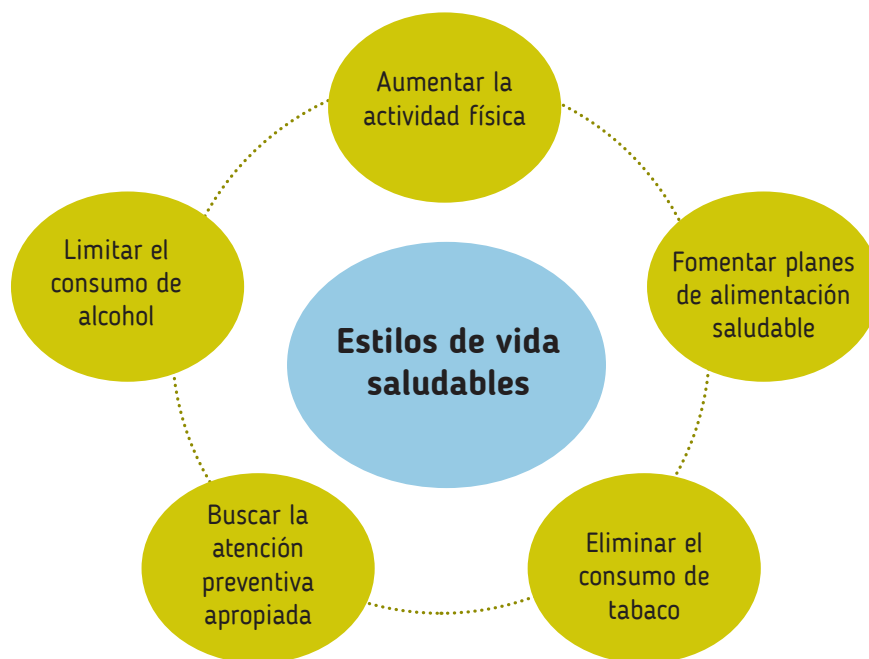 Aumentar la
actividad física
Fomentar planes
de alimentación
saludable
Eliminar el
consumo de
tabaco
Buscar la
atención
preventiva
apropiada
Limitar el
consumo de
alcohol
Estilos de vida
saludables